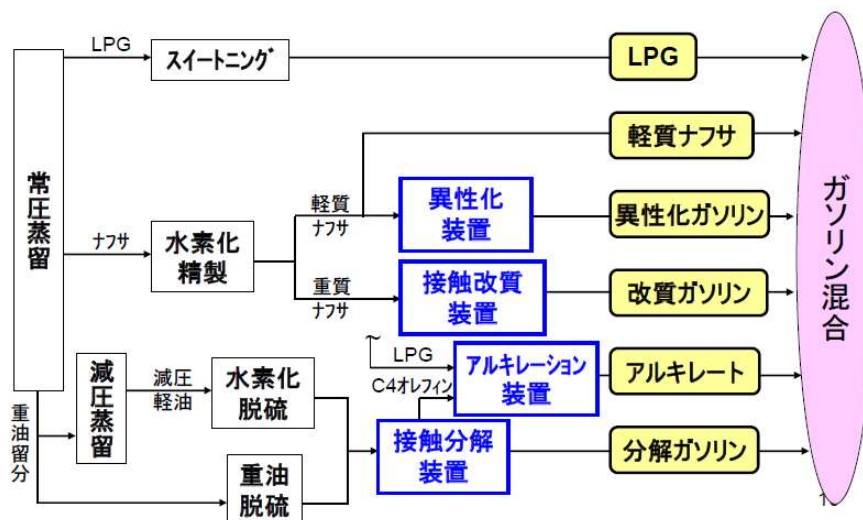 LPG
スイートニング
LPG
常圧蒸留
ナフサ
水素化
精製
軽質
ナフサ
重質
ナフサ
軽質ナフサ
異性化
装置
異性化ガソリン
接触改質
装置
改質ガソリン
ガソリン混合
重油留分
減圧蒸留
減圧
軽油
水素化
脱硫
重油
脱硫
LPG
C4オレフィン
アルキレーション
装置
アルキレート
接触分解
装置
分解ガソリン